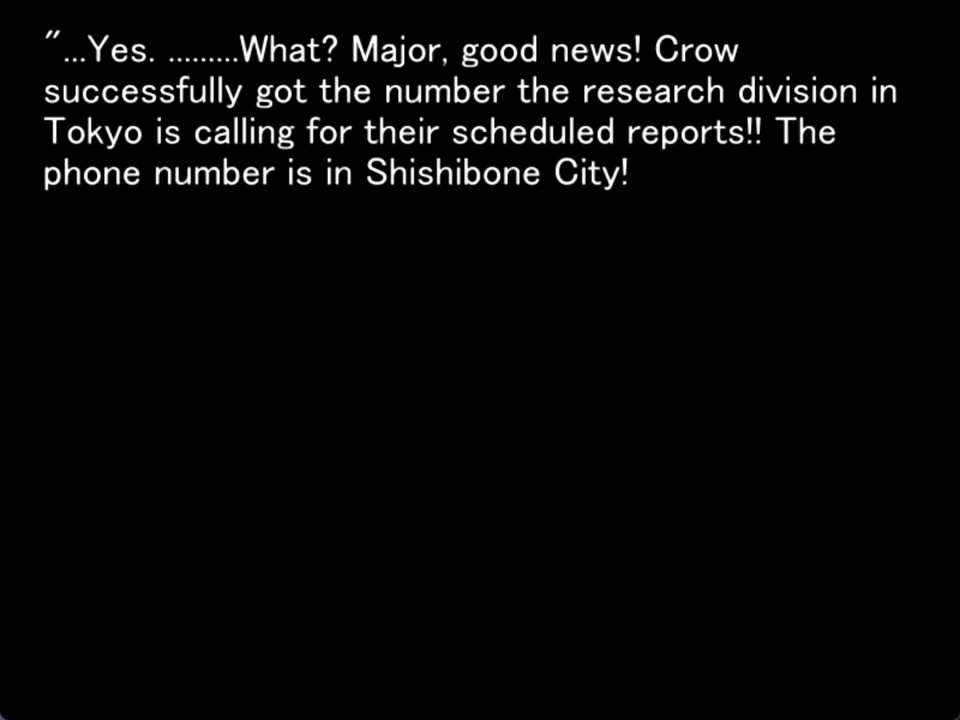 "...Yes. .........What? Major, good news! Crow
successfully got the number the research division in
Tokyo is calling for their scheduled reports!! The
phone number is in Shishibone City!